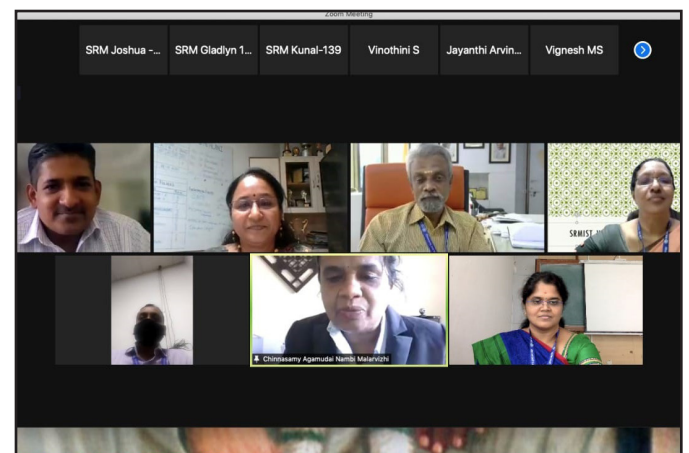 Zoom Meeting
SRM Joshua -... SRM Gladlyn 1... SRM Kunal-139 Vinothini S Jayanthi Arvin... Vignesh MS
SRMIST
Chinnasamy Agamudai Nambi Malarvizhi